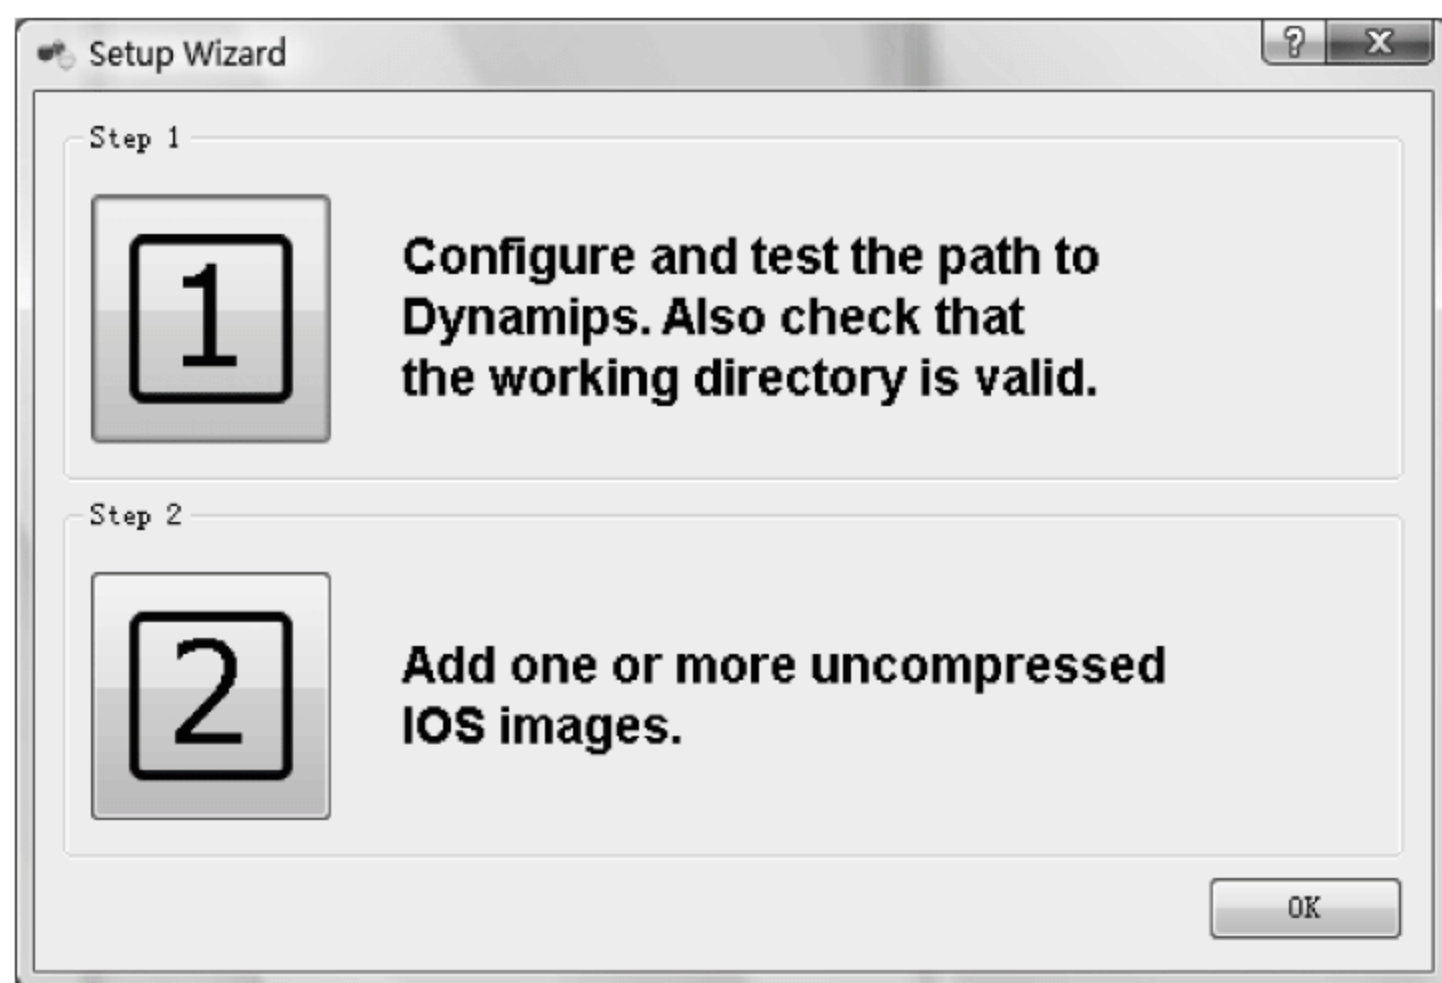 Setup Wizard
Step 1
1
Configure and test the path to
Dynamips. Also check that
the working directory is valid.
Step 2
2
Add one or more uncompressed
IOS images.
OK